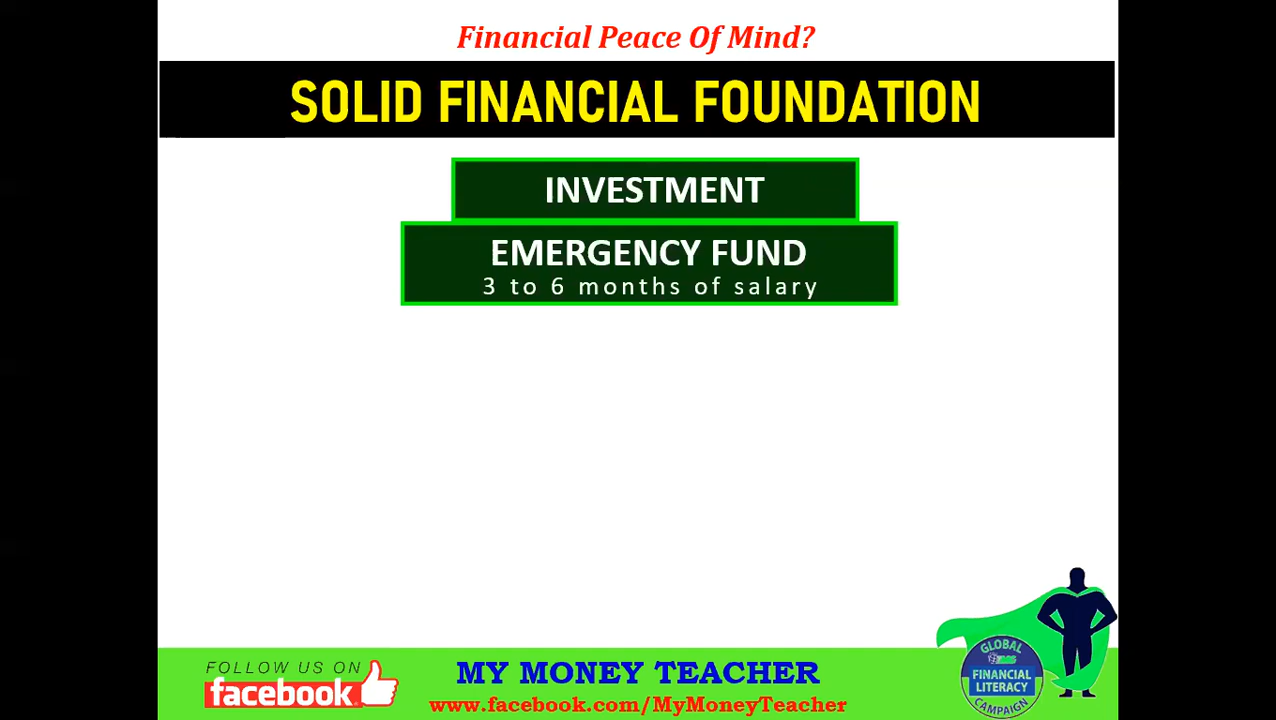 Financial Peace Of Mind?
SOLID FINANCIAL FOUNDATION
INVESTMENT
EMERGENCY FUND
3 to 6 months of salary
FOLLOW US ON
facebook
MY MONEY TEACHER
www.facebook.com/MyMoneyTeacher
GLOBAL
FINANCIAL
LITERACY
CAMPAIGN